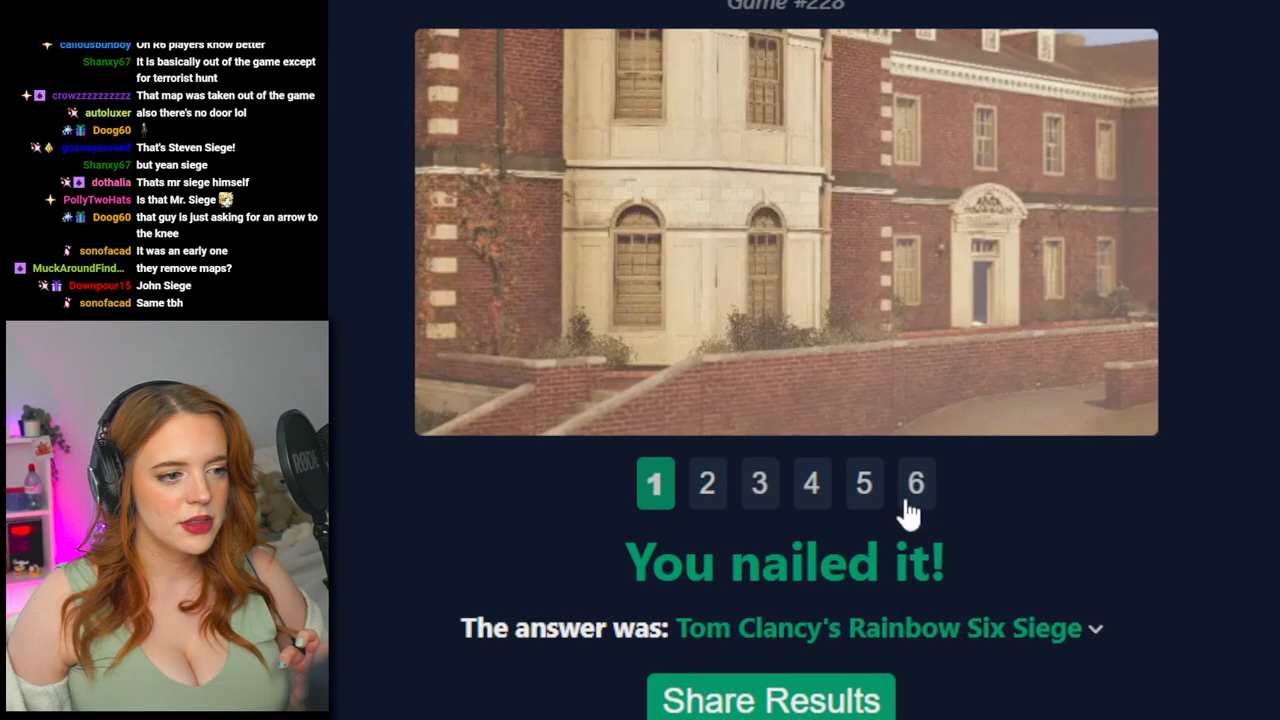 Game #228
callousbunboy Oh R6 players know better
Shanxy67 It is basically out of the game except
for terrorist hunt
crowzzzzzzzzz That map was taken out of the game
autoluxer also there's no door lol
Doog60
gooseyourself That's Steven Siege!
Shanxy67 but yean siege
dothalia Thats mr siege himself
PollyTwoHats Is that Mr. Siege
Doog60 that guy is just asking for an arrow to
the knee
sonofacad It was an early one
MuckAroundFind... they remove maps?
Downpour15 John Siege
sonofacad Same tbh
RØDE
1 2 3 4 5 6
You nailed it!
The answer was: Tom Clancy's Rainbow Six Siege
Share Results